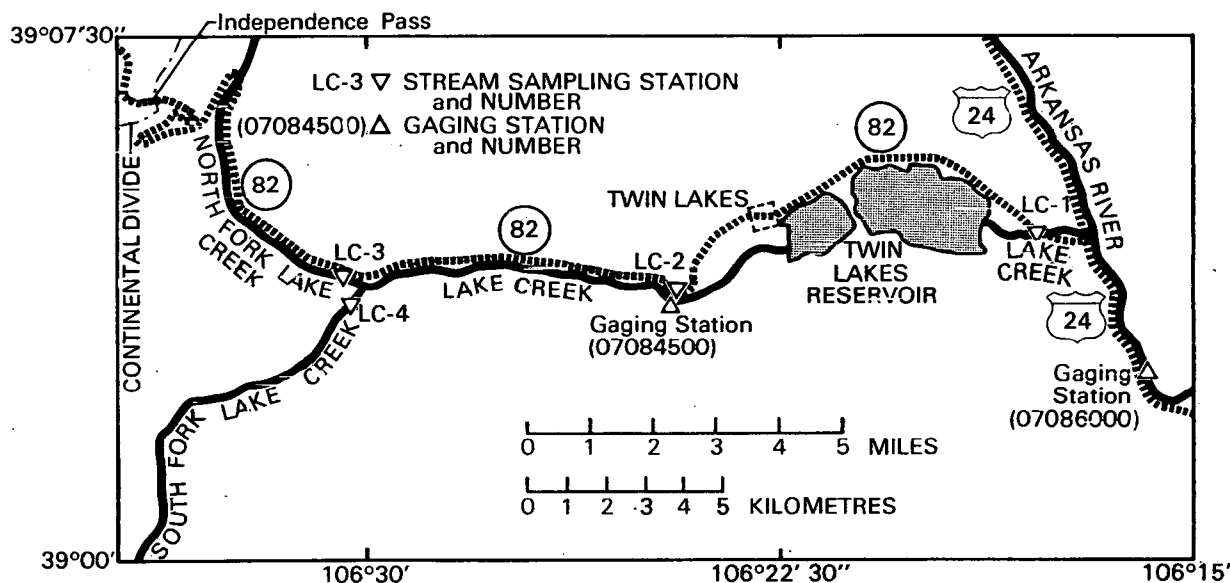 Independence Pass
39°07'30"
LC-3 ▽ STREAM SAMPLING STATION
and NUMBER
(07084500) △ GAGING STATION
and NUMBER
82
24
ARKANSAS RIVER
CONTINENTAL DIVIDE
NORTH FORK LAKE
CREEK
82
TWIN LAKES
LC-1
LC-3
82
LC-2
TWIN
LAKES
RESERVOIR
LAKE
CREEK
LAKE CREEK
LC-4
Gaging Station
(07084500)
24
SOUTH FORK LAKE CREEK
Gaging
Station
(07086000)
0 1 2 3 4 5 MILES
0 1 2 3 4 5 KILOMETRES
39°00'
106°30'
106°22'30"
106°15'